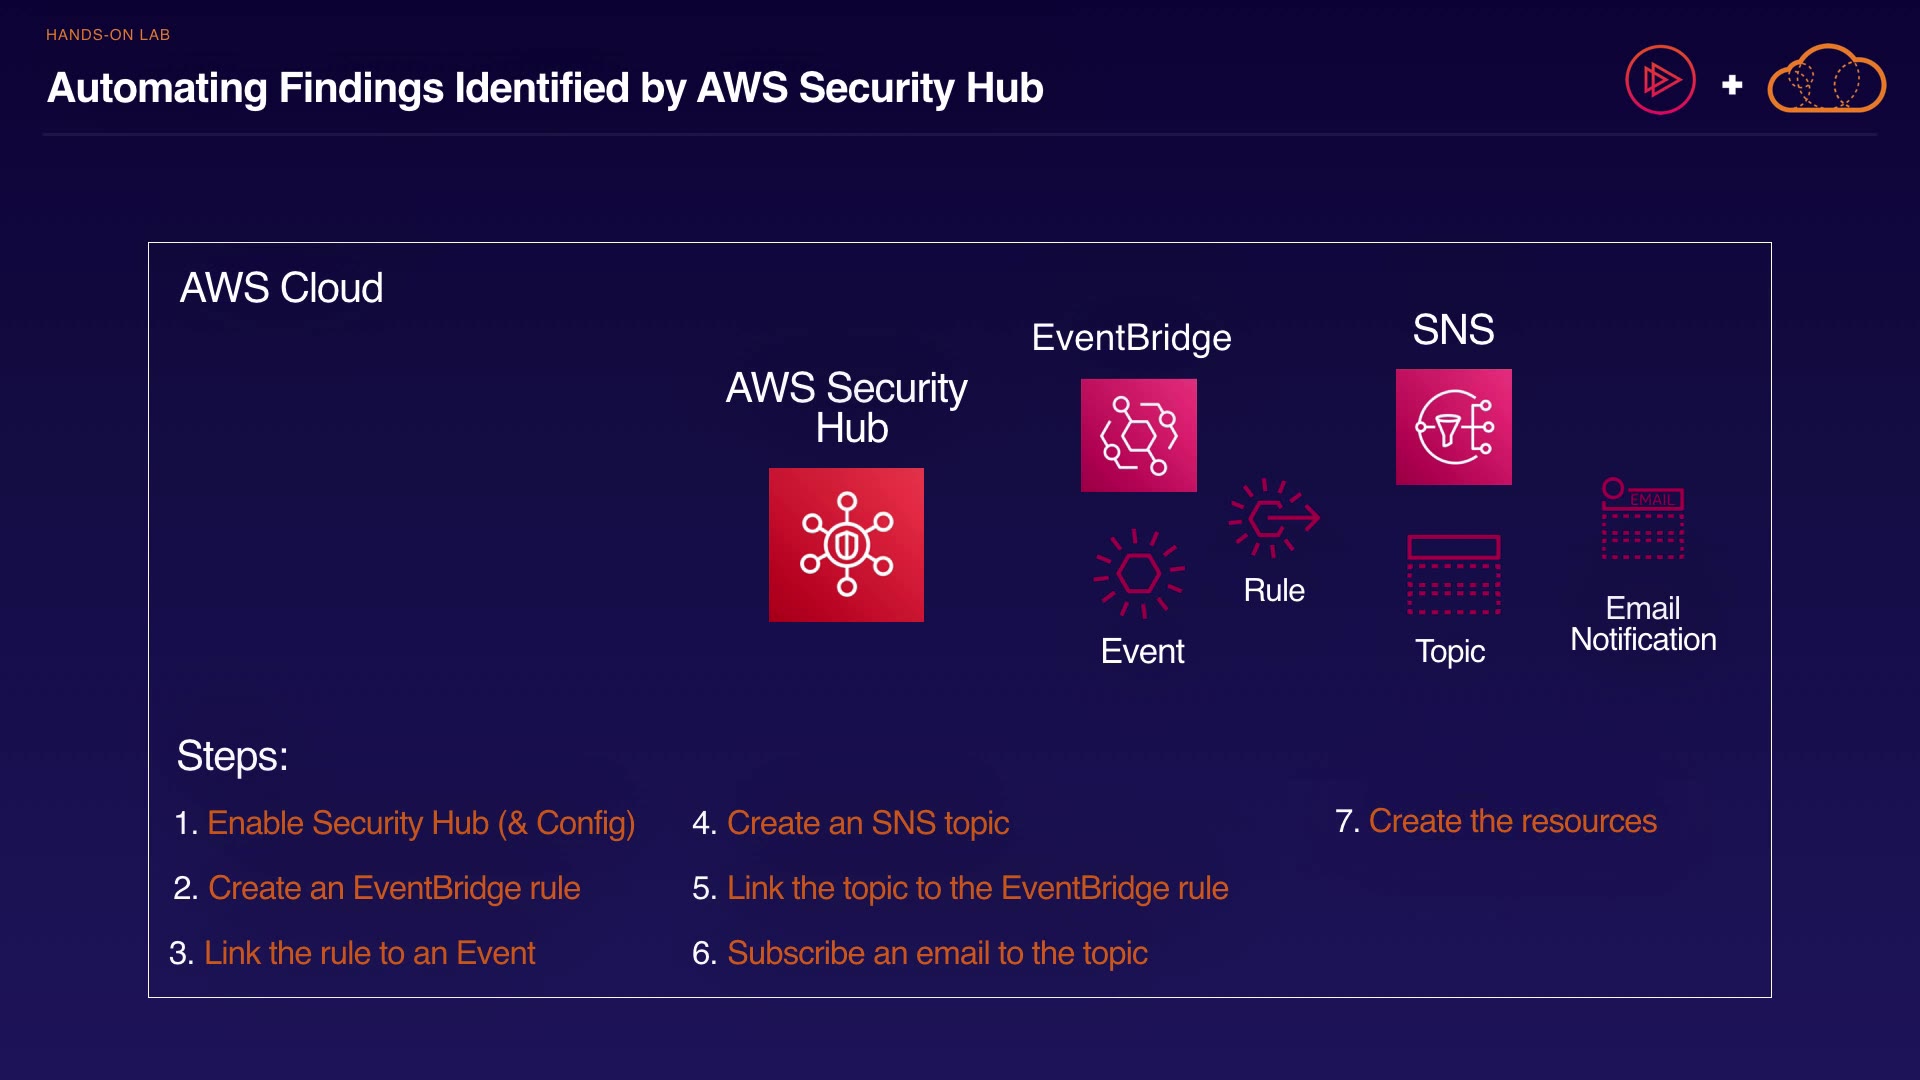 HANDS-ON LAB
Automating Findings Identified by AWS Security Hub
AWS Cloud
AWS Security
Hub
EventBridge
Event
Rule
SNS
Topic
EMAIL
Email
Notification
Steps:
1. Enable Security Hub (& Config)
2. Create an EventBridge rule
3. Link the rule to an Event
4. Create an SNS topic
5. Link the topic to the EventBridge rule
6. Subscribe an email to the topic
7. Create the resources